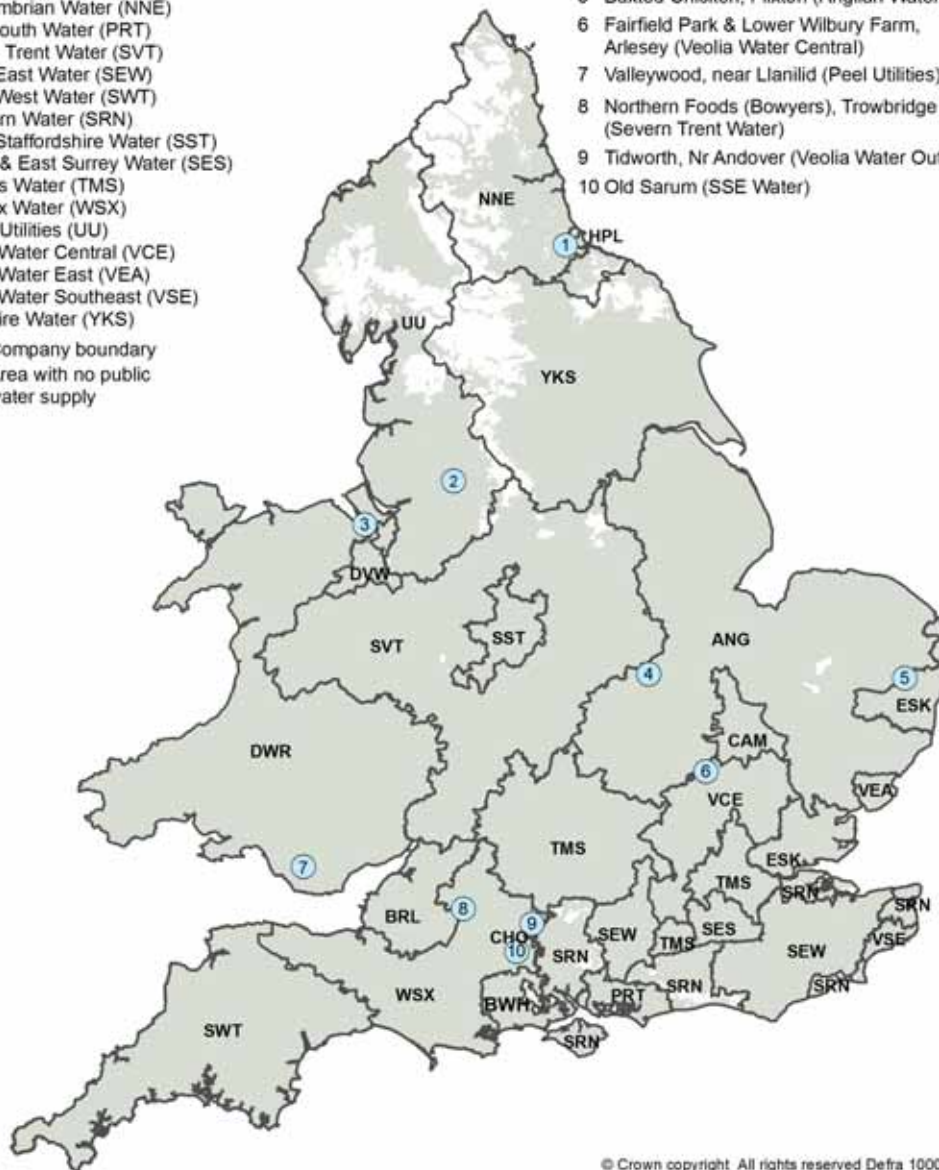 mbrian Water (NNE)
outh Water (PRT)
Trent Water (SVT)
East Water (SEW)
West Water (SWT)
rn Water (SRN)
Staffordshire Water (SST)
& East Surrey Water (SES)
s Water (TMS)
x Water (WSX)
Utilities (UU)
Water Central (VCE)
Water East (VEA)
Water Southeast (VSE)
ire Water (YKS)
Company boundary
area with no public
water supply
6 Fairfield Park & Lower Wilbury Farm,
Arlesey (Veolia Water Central)
7 Valleywood, near Llanilid (Peel Utilities)
8 Northern Foods (Bowyers), Trowbridge
(Severn Trent Water)
9 Tidworth, Nr Andover (Veolia Water Out
10 Old Sarum (SSE Water)
NNE
1 HPL
UU
YKS
2
3
DVW
SVT
SST
ANG
4
5
ESK
DWR
CAM
6
VCE
VEA
TMS
ESK
7
TMS
SRN
BRL
8
9
SES
SRN
CHO
SEW
TMS
VSE
10
SRN
SEW
WSX
BWH
PRT
SRN
SRN
SWT
SRN
© Crown copyright All rights reserved Defra 1000